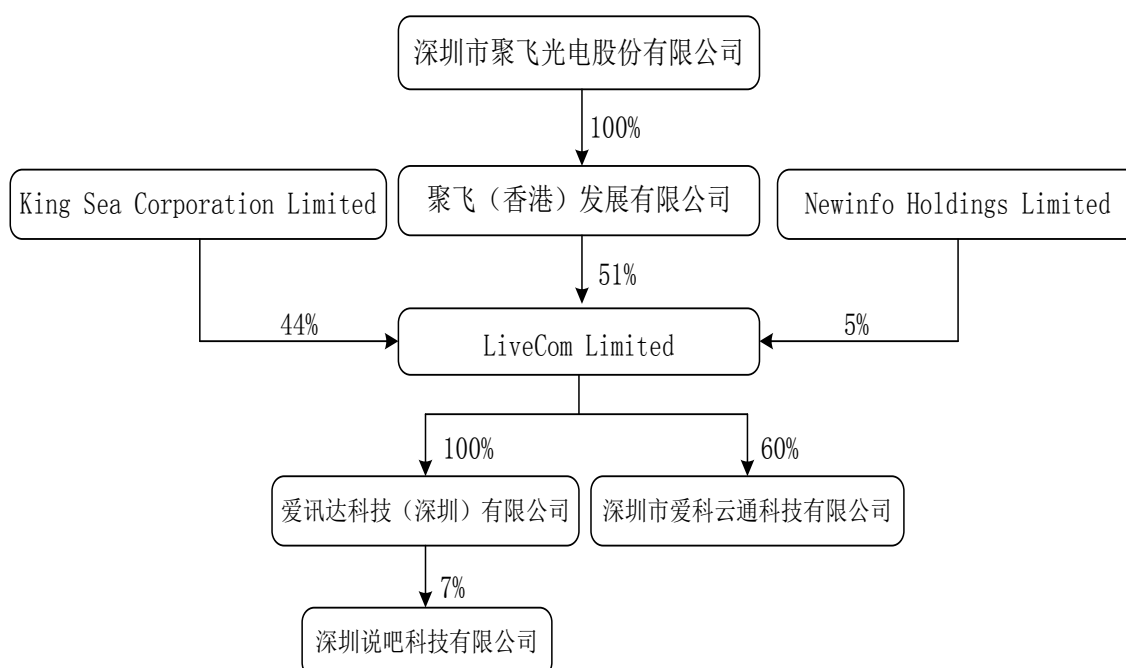 深圳市聚飞光电股份有限公司
100%
King Sea Corporation Limited
聚飞（香港）发展有限公司
Newinfo Holdings Limited
51%
44%
5%
LiveCom Limited
100%
60%
爱讯达科技（深圳）有限公司
深圳市爱科云通科技有限公司
7%
深圳说吧科技有限公司